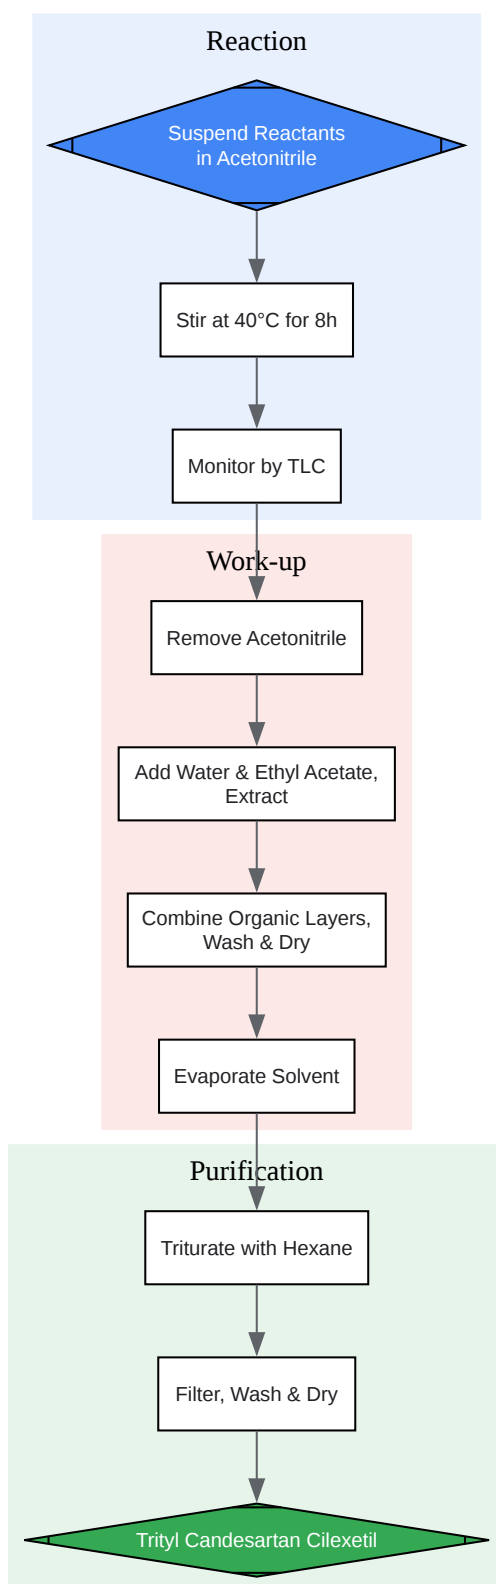 Reaction
Suspend Reactants
in Acetonitrile
Stir at 40°C for 8h
Monitor by TLC
Work-up
Remove Acetonitrile
Add Water & Ethyl Acetate,
Extract
Combine Organic Layers,
Wash & Dry
Evaporate Solvent
Purification
Triturate with Hexane
Filter, Wash & Dry
Trityl Candesartan Cilexetil